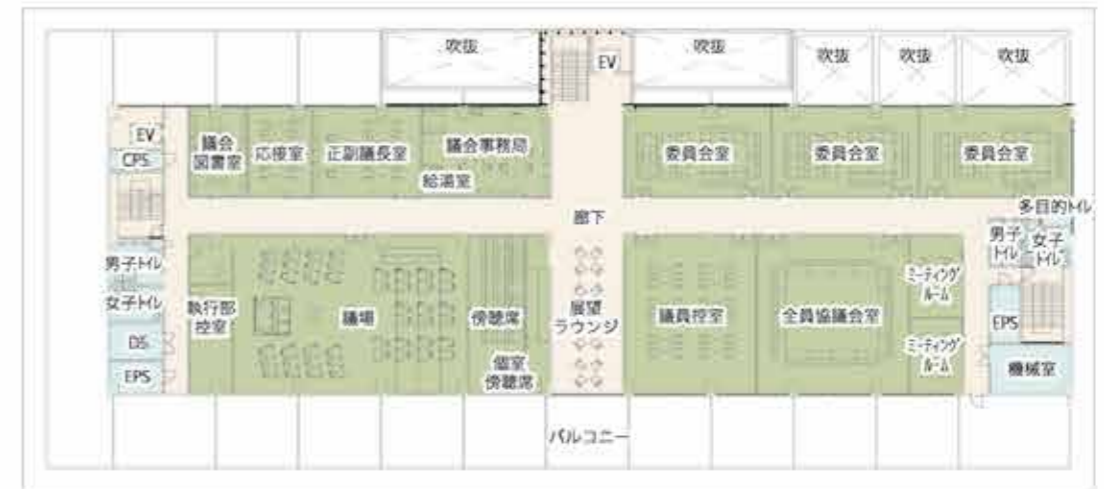 吹抜
EV
吹抜
吹抜
吹抜
吹抜
EV
CPS
議会
図書室
応接室
正副議長室
議会事務局
給湯室
委員会室
委員会室
委員会室
廊下
多目的トイレ
男子
トイレ
女子
トイレ
男子トイレ
女子トイレ
DS
EPS
執行部
控室
議場
傍聴席
個室
傍聴席
展望
ラウンジ
議員控室
全員協議会室
ミーティング
ルーム
ミーティング
ルーム
EPS
機械室
バルコニー